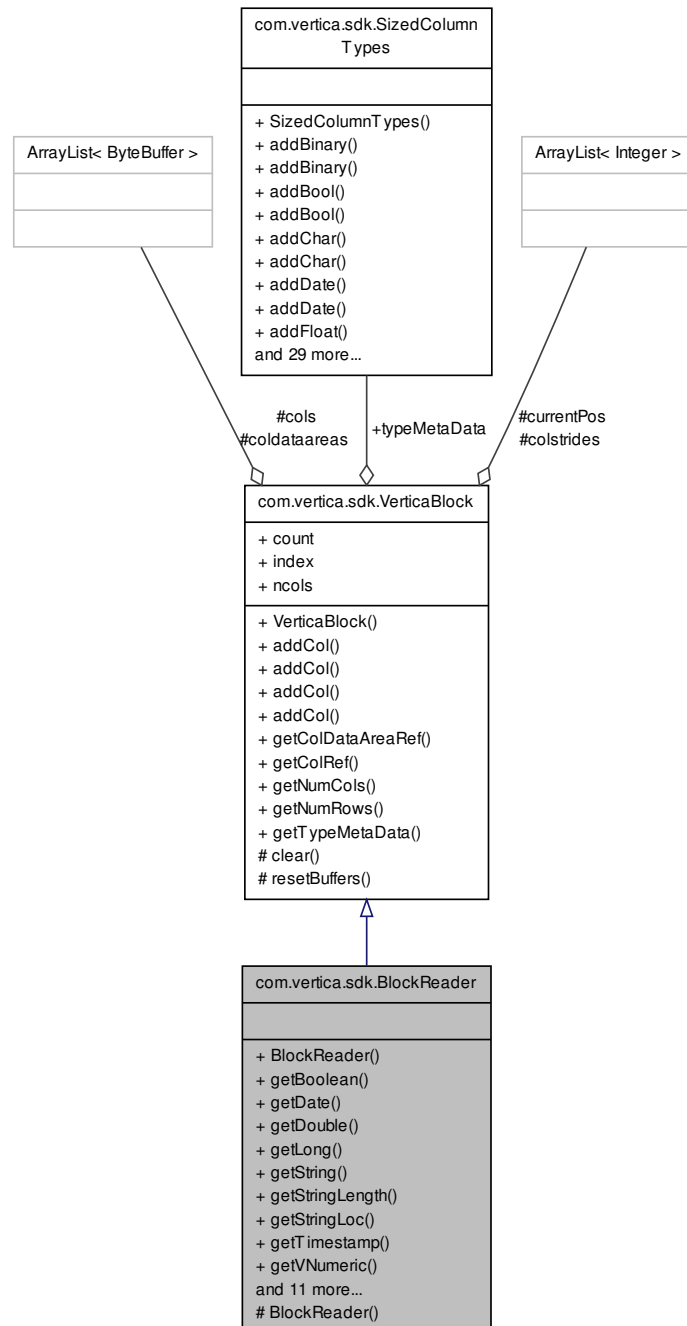 com.vertica.sdk.SizedColumn
Types
+ SizedColumnTypes()
+ addBinary()
+ addBinary()
+ addBool()
+ addBool()
+ addChar()
+ addChar()
+ addDate()
+ addDate()
+ addFloat()
and 29 more...
ArrayList< ByteBuffer >
ArrayList< Integer >
#cols
#coldataareas
+typeMetaData
#currentPos
#colstrides
com.vertica.sdk.VerticaBlock
+ count
+ index
+ ncols
+ VerticaBlock()
+ addCol()
+ addCol()
+ addCol()
+ addCol()
+ getColDataAreaRef()
+ getColRef()
+ getNumCols()
+ getNumRows()
+ getTypeMetaData()
# clear()
# resetBuffers()
com.vertica.sdk.BlockReader
+ BlockReader()
+ getBoolean()
+ getDate()
+ getDouble()
+ getLong()
+ getString()
+ getStringLength()
+ getStringLoc()
+ getTimestamp()
+ getVNumeric()
and 11 more...
# BlockReader()